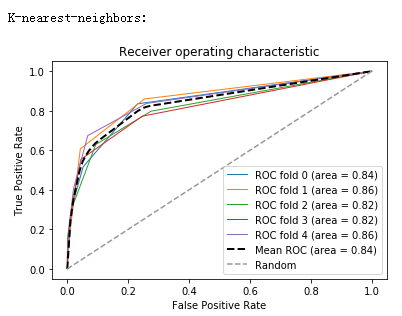 K-nearest-neighbors:
Receiver operating characteristic
1.0
0.8
0.6
0.4
0.2
0.0
True Positive Rate
ROC fold 0 (area = 0.84)
ROC fold 1 (area = 0.86)
ROC fold 2 (area = 0.82)
ROC fold 3 (area = 0.82)
ROC fold 4 (area = 0.86)
Mean ROC (area = 0.84)
Random
0.0 0.2 0.4 0.6 0.8 1.0
False Positive Rate